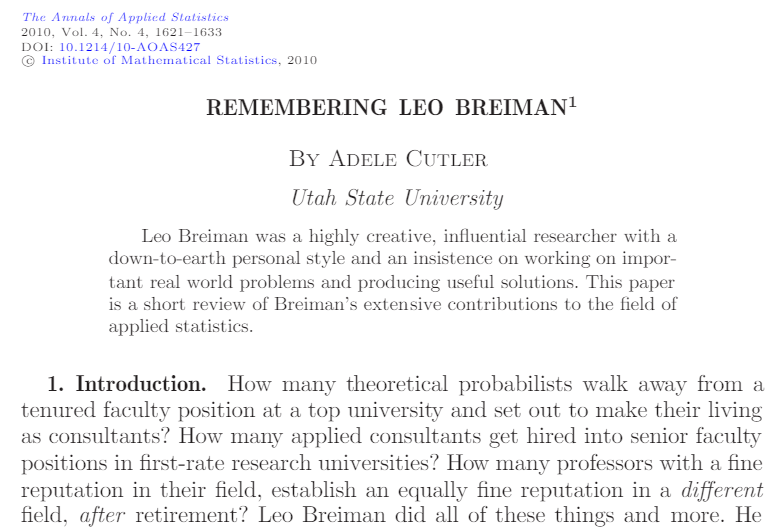 The Annals of Applied Statistics
2010, Vol. 4, No. 4, 1621–1633
DOI: 10.1214/10-AOAS427
© Institute of Mathematical Statistics, 2010
REMEMBERING LEO BREIMAN¹
By Adele Cutler
Utah State University
Leo Breiman was a highly creative, influential researcher with a
down-to-earth personal style and an insistence on working on impor-
tant real world problems and producing useful solutions. This paper
is a short review of Breiman's extensive contributions to the field of
applied statistics.
1. Introduction. How many theoretical probabilists walk away from a
tenured faculty position at a top university and set out to make their living
as consultants? How many applied consultants get hired into senior faculty
positions in first-rate research universities? How many professors with a fine
reputation in their field, establish an equally fine reputation in a different
field, after retirement? Leo Breiman did all of these things and more. He